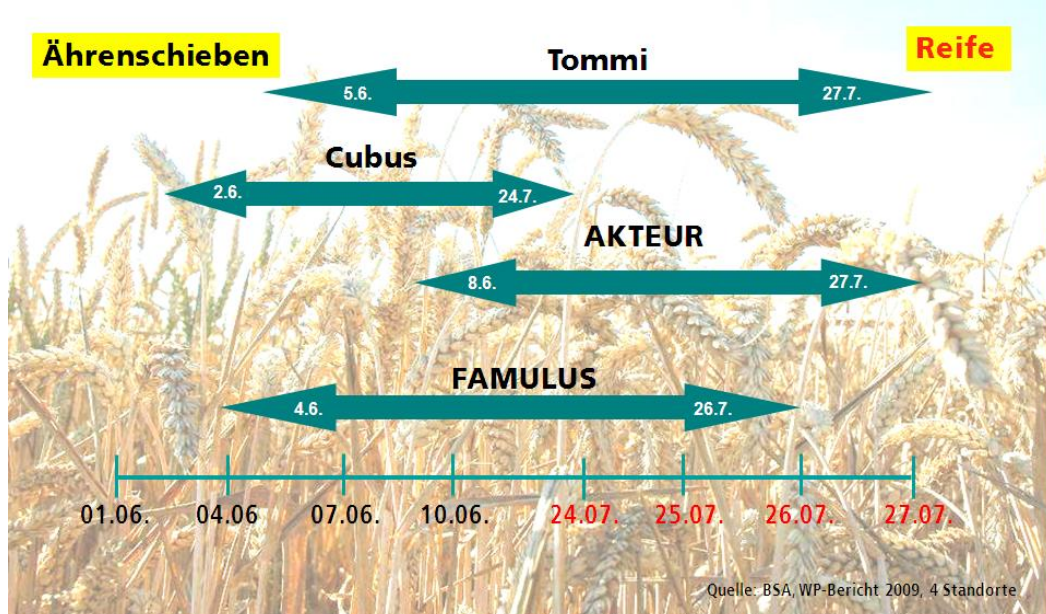 Ährenschieben
Reife
Tommi
5.6.
27.7.
Cubus
2.6.
24.7.
AKTEUR
8.6.
27.7.
FAMULUS
4.6.
26.7.
01.06. 04.06 07.06. 10.06. 24.07. 25.07. 26.07. 27.07.
Quelle: BSA, WP-Bericht 2009, 4 Standorte